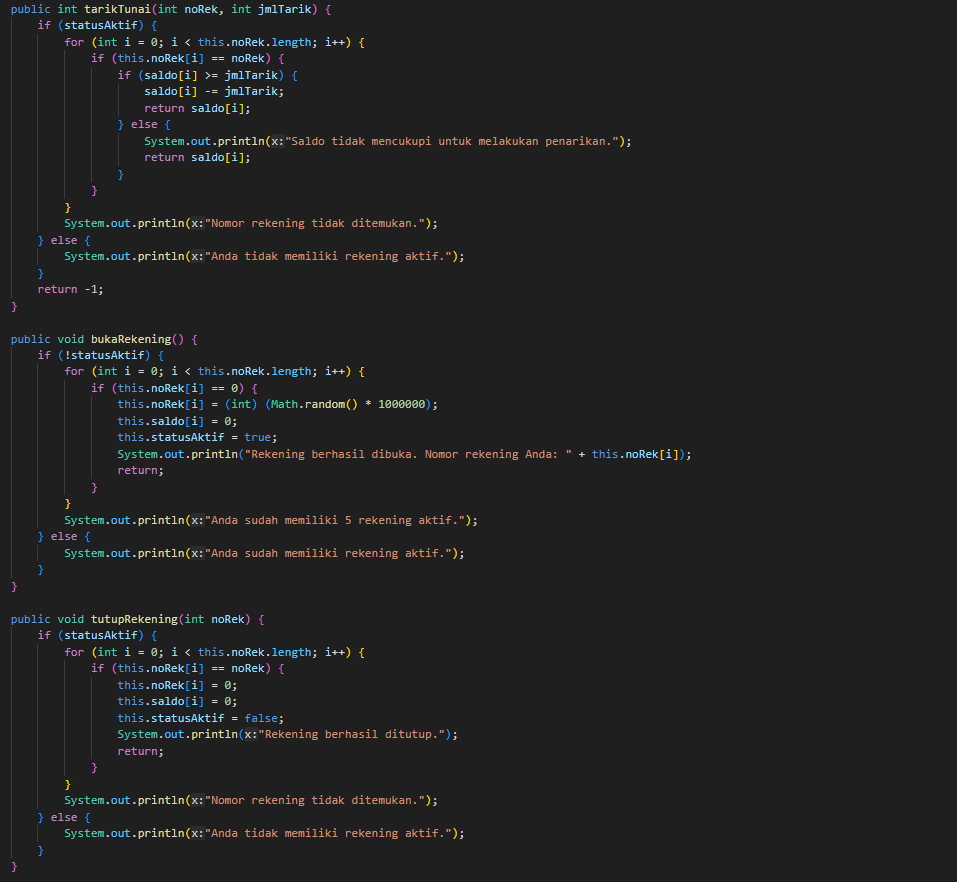 public int tarikTunai(int noRek, int jmlTarik) {
    if (statusAktif) {
        for (int i = 0; i < this.noRek.length; i++) {
            if (this.noRek[i] == noRek) {
                if (saldo[i] >= jmlTarik) {
                    saldo[i] -= jmlTarik;
                    return saldo[i];
                } else {
                    System.out.println(x:"Saldo tidak mencukupi untuk melakukan penarikan.");
                    return saldo[i];
                }
            }
        }
        System.out.println(x:"Nomor rekening tidak ditemukan.");
    } else {
        System.out.println(x:"Anda tidak memiliki rekening aktif.");
    }
    return -1;
}

public void bukaRekening() {
    if (!statusAktif) {
        for (int i = 0; i < this.noRek.length; i++) {
            if (this.noRek[i] == 0) {
                this.noRek[i] = (int) (Math.random() * 1000000);
                this.saldo[i] = 0;
                this.statusAktif = true;
                System.out.println("Rekening berhasil dibuka. Nomor rekening Anda: " + this.noRek[i]);
                return;
            }
        }
        System.out.println(x:"Anda sudah memiliki 5 rekening aktif.");
    } else {
        System.out.println(x:"Anda sudah memiliki rekening aktif.");
    }
}

public void tutupRekening(int noRek) {
    if (statusAktif) {
        for (int i = 0; i < this.noRek.length; i++) {
            if (this.noRek[i] == noRek) {
                this.noRek[i] = 0;
                this.saldo[i] = 0;
                this.statusAktif = false;
                System.out.println(x:"Rekening berhasil ditutup.");
                return;
            }
        }
        System.out.println(x:"Nomor rekening tidak ditemukan.");
    } else {
        System.out.println(x:"Anda tidak memiliki rekening aktif.");
    }
}